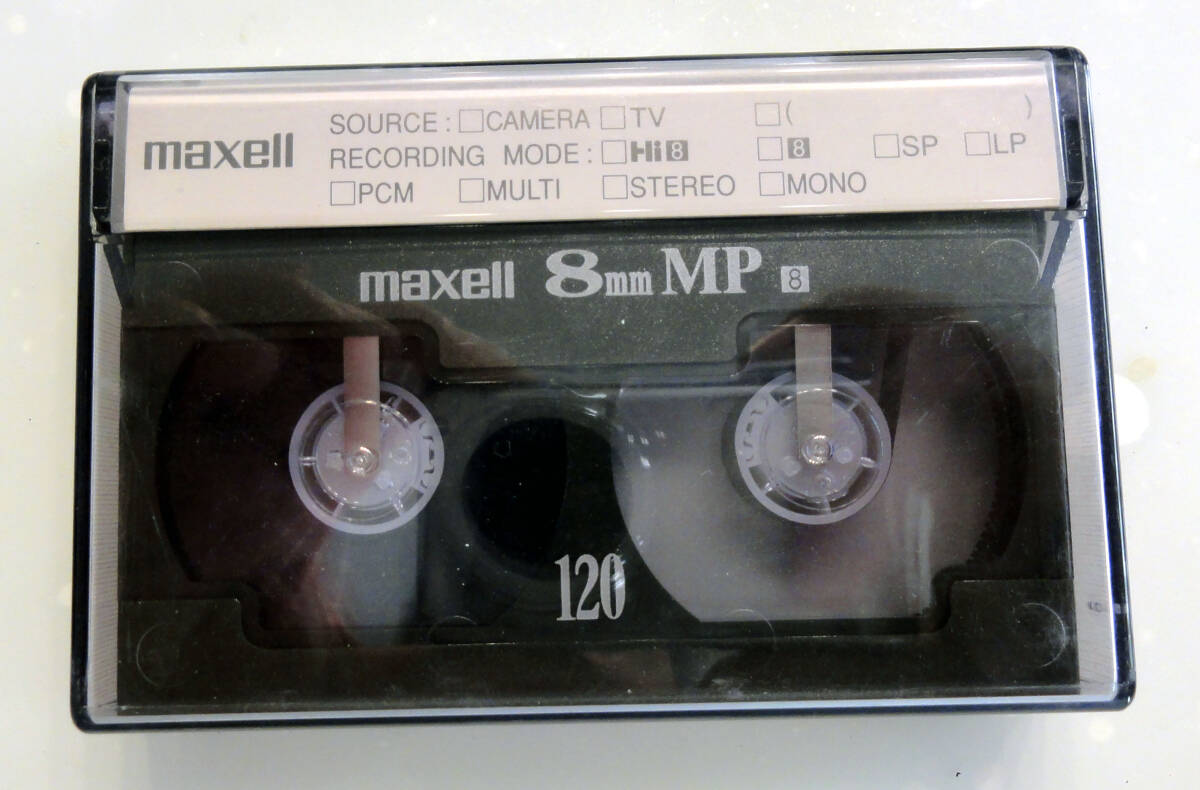 maxell
SOURCE : □CAMERA □TV □( )
RECORDING MODE : □Hi8 □8 □SP □LP
□PCM □MULTI □STEREO □MONO
maxell 8mm MP 8
120